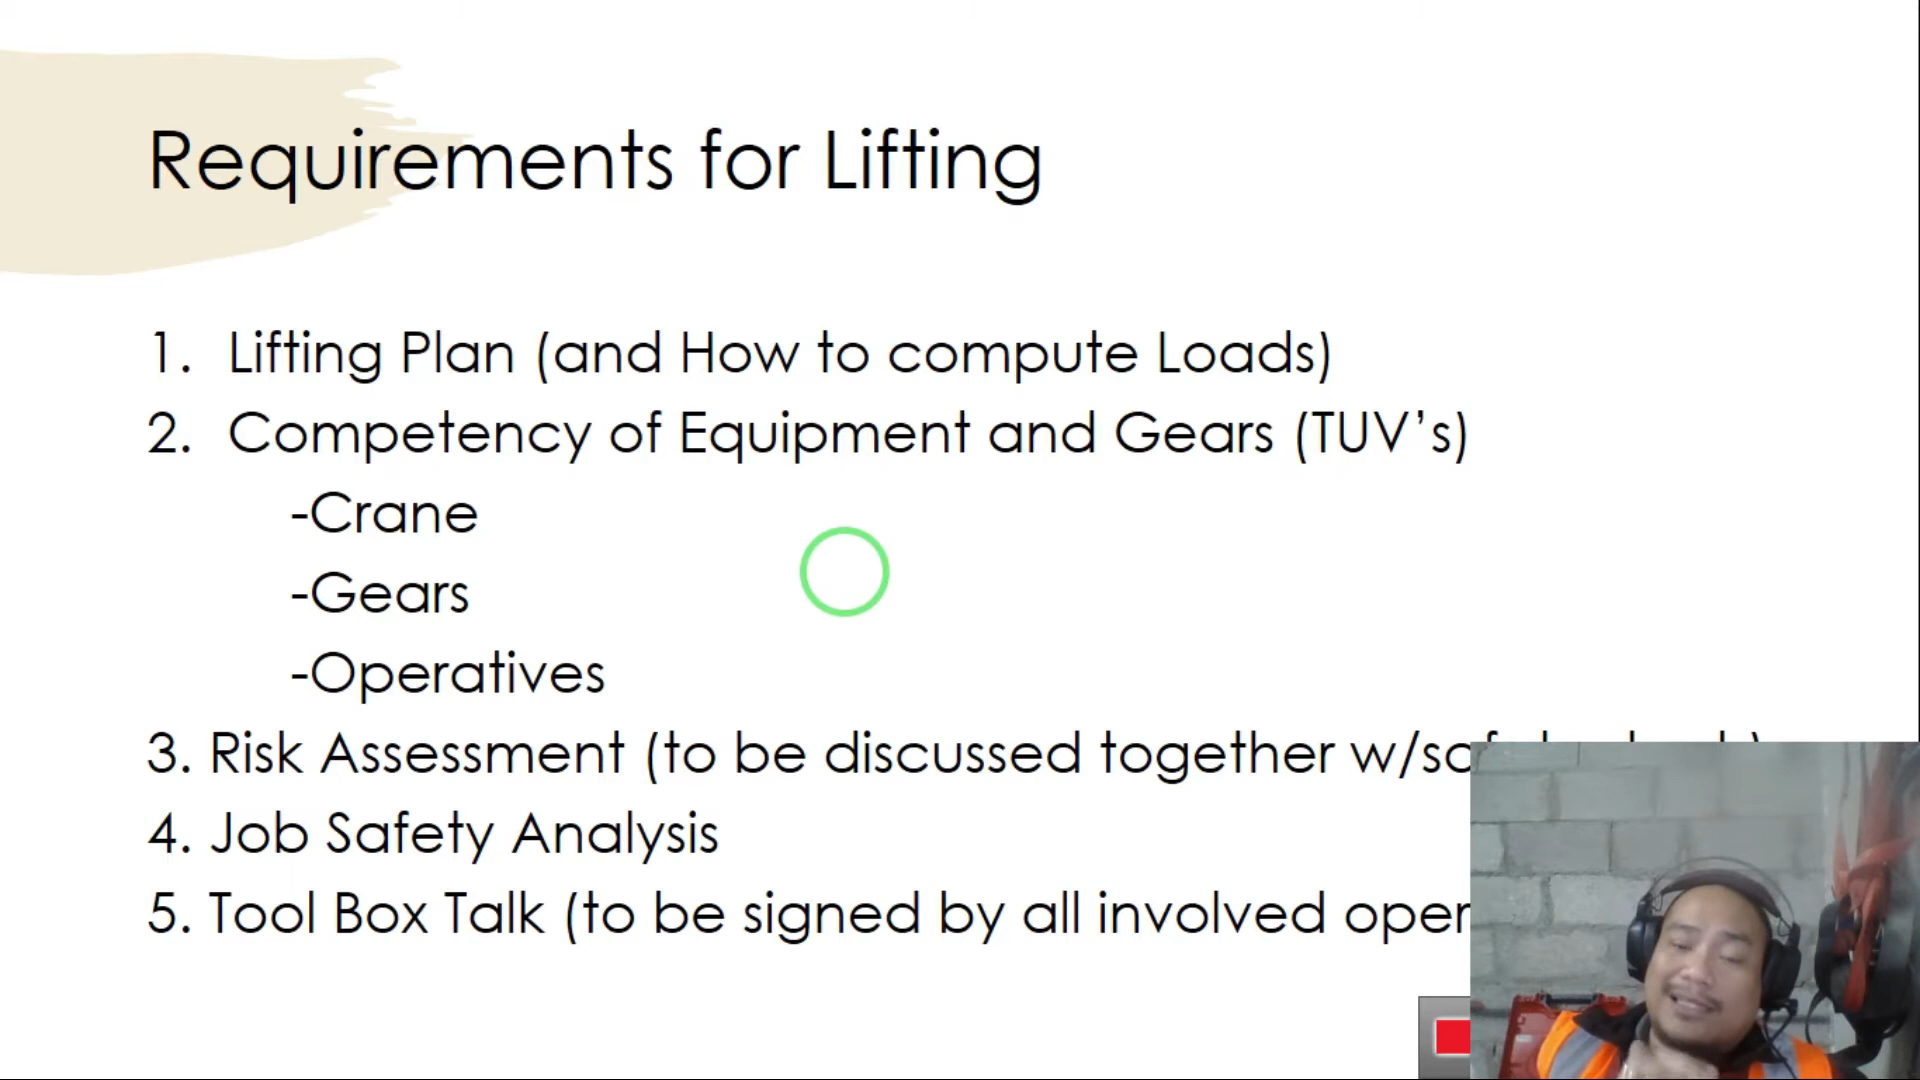 Requirements for Lifting
1. Lifting Plan (and How to compute Loads)
2. Competency of Equipment and Gears (TUV’s)
-Crane
-Gears
-Operatives
3. Risk Assessment (to be discussed together
4. Job Safety Analysis
5. Tool Box Talk (to be signed by all involved